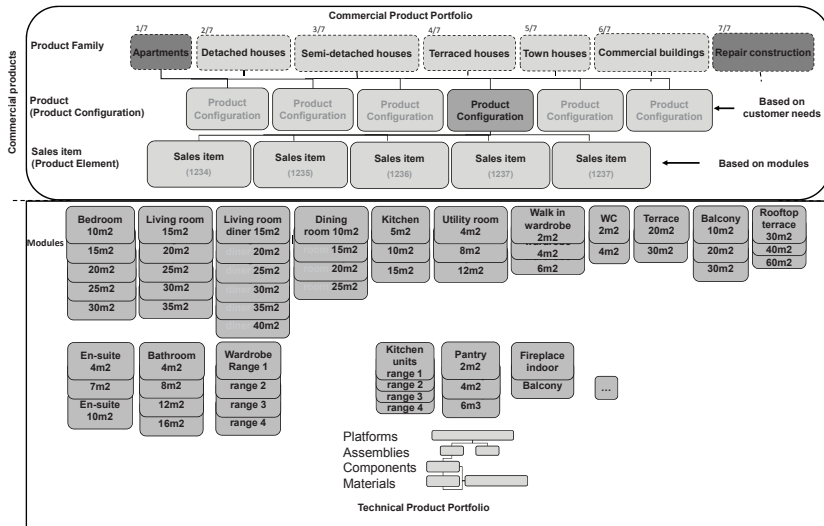 Commercial Product Portfolio
1/7 2/7 3/7 4/7 5/7 6/7 7/7
Product Family
Apartments
Detached houses
Semi-detached houses
Terraced houses
Town houses
Commercial buildings
Repair construction
Commercial products
Product
(Product Configuration)
Product
Configuration
Product
Configuration
Product
Configuration
Product
Configuration
Product
Configuration
Product
Configuration
Based on
customer needs
Sales item
(Product Element)
Sales item
(1234)
Sales item
(1235)
Sales item
(1236)
Sales item
(1237)
Sales item
(1237)
Based on modules
Modules
Bedroom
10m2
15m2
20m2
25m2
30m2
Living room
15m2
20m2
25m2
30m2
35m2
Living room
diner 15m2
diner 20m2
diner 25m2
diner 30m2
diner 35m2
diner 40m2
Dining
room 10m2
room 15m2
room 20m2
room 25m2
Kitchen
5m2
10m2
15m2
Utility room
4m2
8m2
12m2
Walk in
wardrobe
2m2
wardrobe
4m2
6m2
WC
2m2
4m2
Terrace
20m2
30m2
Balcony
10m2
20m2
30m2
Rooftop
terrace
30m2
40m2
60m2
En-suite
4m2
7m2
En-suite
10m2
Bathroom
4m2
8m2
12m2
16m2
Wardrobe
Range 1
range 2
range 3
range 4
Kitchen
units
range 1
range 2
range 3
range 4
Pantry
2m2
4m2
6m3
Fireplace
indoor
Balcony
...
Platforms
Assemblies
Components
Materials
Technical Product Portfolio